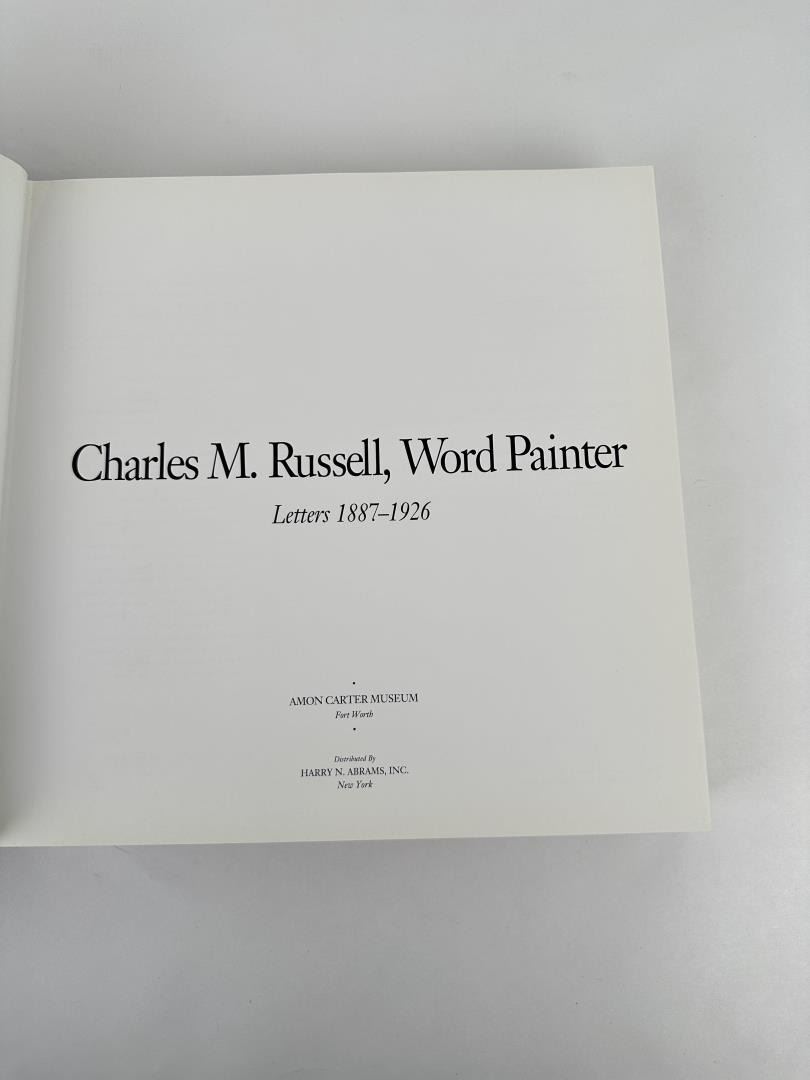 Charles M. Russell, Word Painter
Letters 1887–1926
AMON CARTER MUSEUM
Fort Worth
Distributed By
HARRY N. ABRAMS, INC.
New York